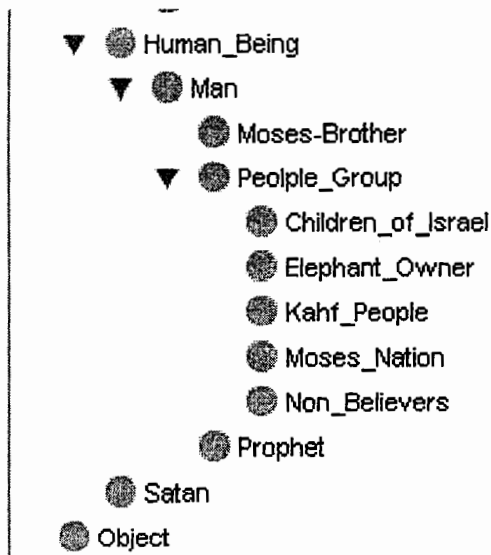 Human_Being
Man
Moses-Brother
Peolple_Group
Children_of_Israel
Elephant_Owner
Kahf_People
Moses_Nation
Non_Believers
Prophet
Satan
Object